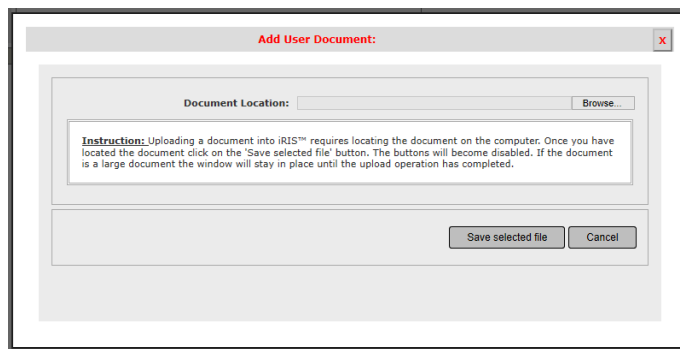 Add User Document:
x
Document Location:
Browse...
Instruction: Uploading a document into iRIS™ requires locating the document on the computer. Once you have
located the document click on the 'Save selected file' button. The buttons will become disabled. If the document
is a large document the window will stay in place until the upload operation has completed.
Save selected file
Cancel